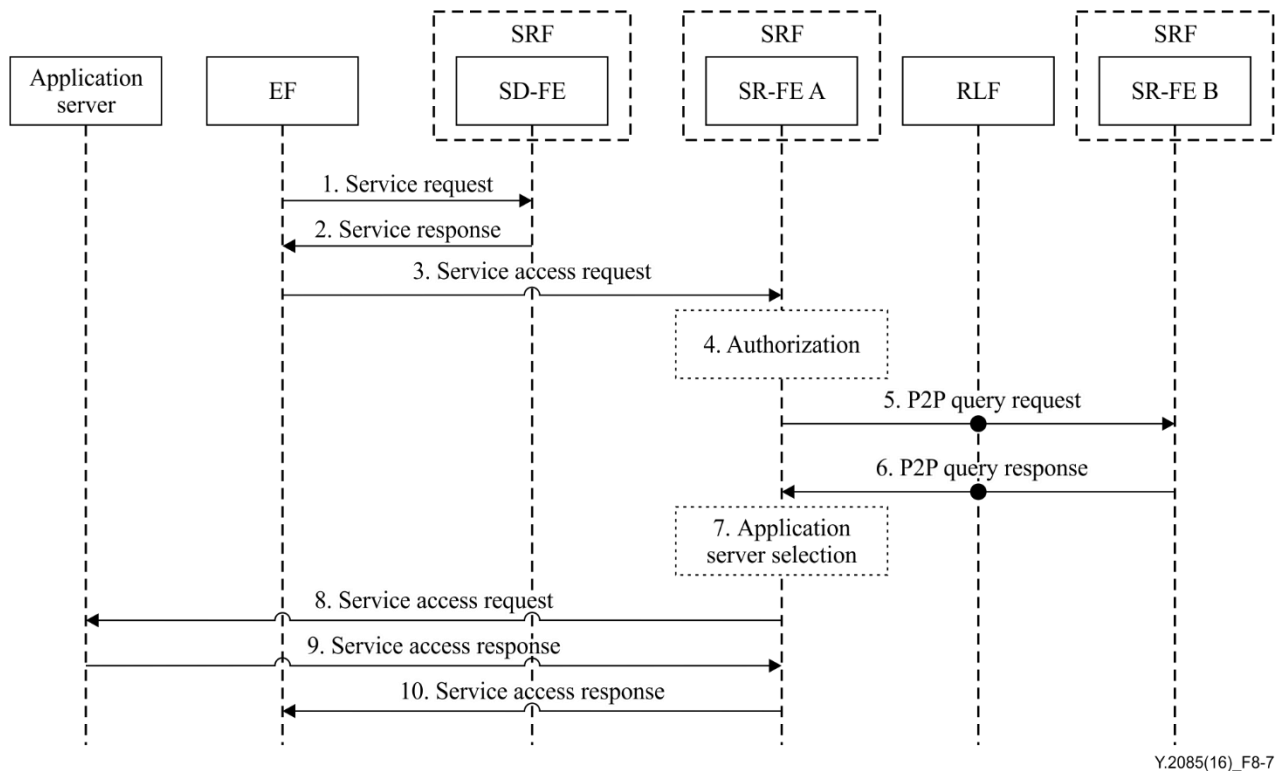 SRF
SRF
SRF
Application
server
EF
SD-FE
SR-FE A
RLF
SR-FE B
1. Service request
2. Service response
3. Service access request
4. Authorization
5. P2P query request
6. P2P query response
7. Application
server selection
8. Service access request
9. Service access response
10. Service access response
Y.2085(16)_F8-7